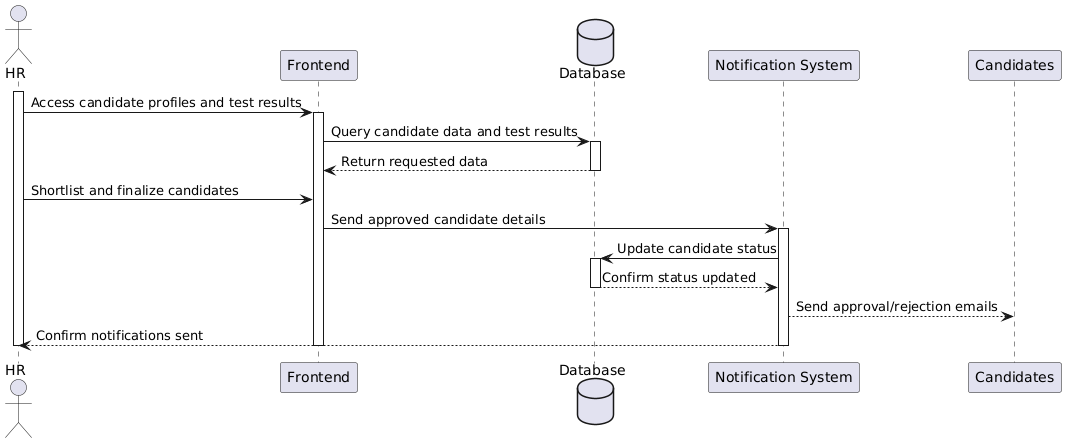 HR
Frontend
Database
Notification System
Candidates
Access candidate profiles and test results
Query candidate data and test results
Return requested data
Shortlist and finalize candidates
Send approved candidate details
Update candidate status
Confirm status updated
Send approval/rejection emails
Confirm notifications sent
HR
Frontend
Database
Notification System
Candidates